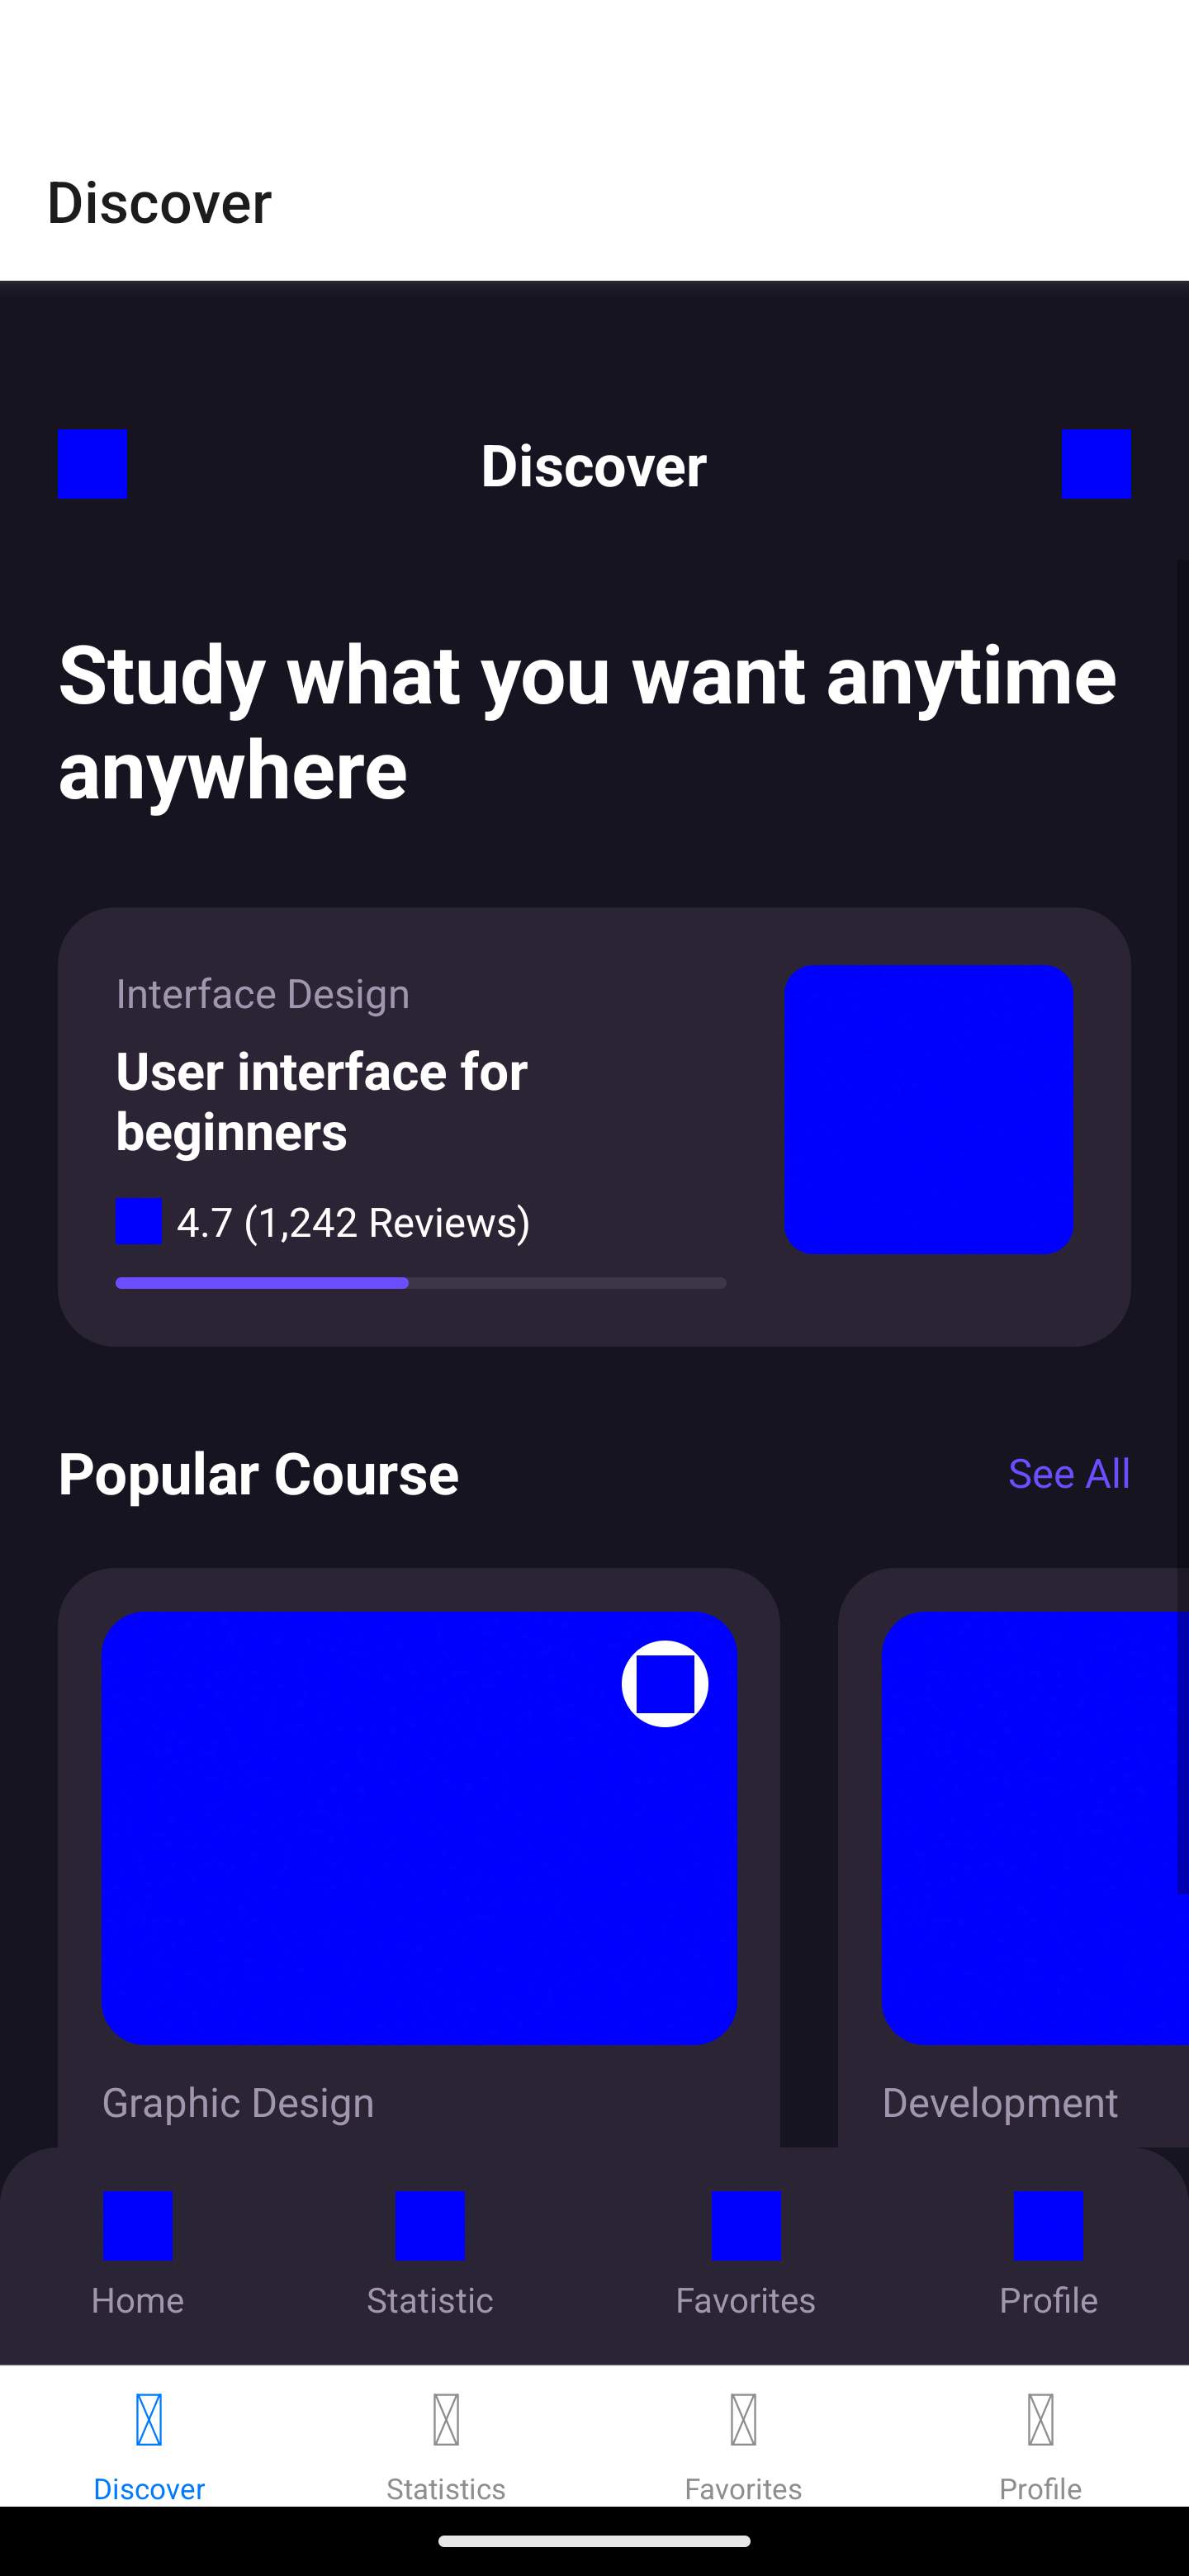 Discover
Discover
Study what you want anytime
anywhere
Interface Design
User interface for
beginners
4.7 (1,242 Reviews)
Popular Course
See All
Graphic Design
Development
Home
Statistic
Favorites
Profile
Discover
Statistics
Favorites
Profile